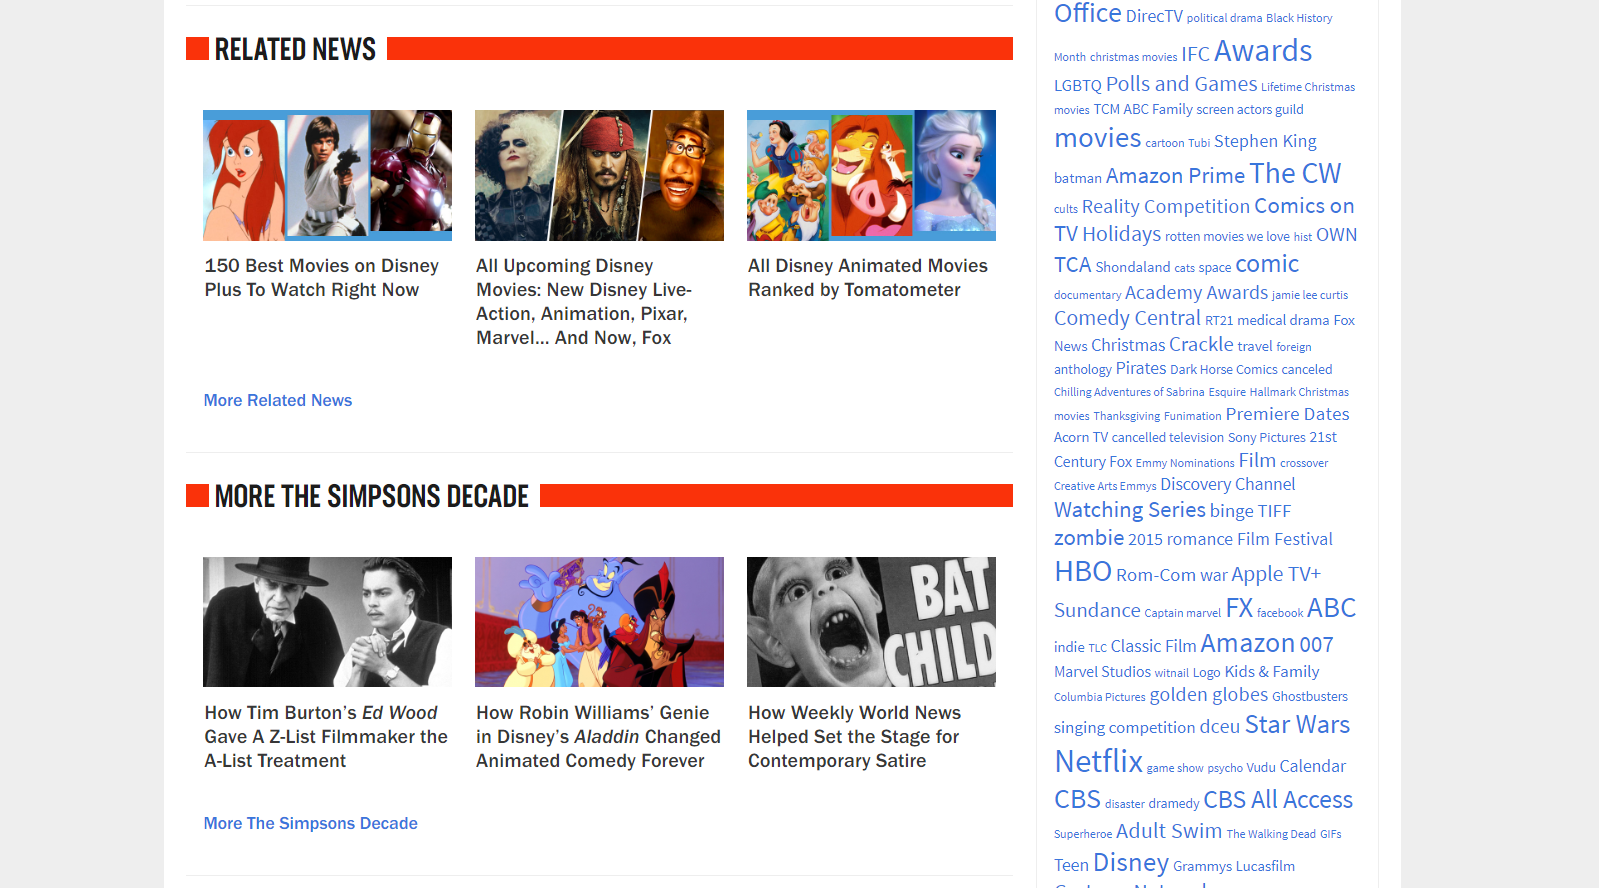 RELATED NEWS
150 Best Movies on Disney
Plus To Watch Right Now
All Upcoming Disney
Movies: New Disney Live-
Action, Animation, Pixar,
Marvel... And Now, Fox
All Disney Animated Movies
Ranked by Tomatometer
More Related News
MORE THE SIMPSONS DECADE
BAT
CHILD
How Tim Burton's Ed Wood
Gave A Z-List Filmmaker the
A-List Treatment
How Robin Williams' Genie
in Disney's Aladdin Changed
Animated Comedy Forever
How Weekly World News
Helped Set the Stage for
Contemporary Satire
More The Simpsons Decade
Office DirecTV political drama Black History
Month christmas movies IFC Awards
LGBTQ Polls and Games Lifetime Christmas
movies TCM ABC Family screen actors guild
movies cartoon Tubi Stephen King
batman Amazon Prime The CW
cults Reality Competition Comics on
TV Holidays rotten movies we love hist OWN
TCA Shondaland cats space comic
documentary Academy Awards jamie lee curtis
Comedy Central RT21 medical drama Fox
News Christmas Crackle travel foreign
anthology Pirates Dark Horse Comics canceled
Chilling Adventures of Sabrina Esquire Hallmark Christmas
movies Thanksgiving Funimation Premiere Dates
Acorn TV cancelled television Sony Pictures 21st
Century Fox Emmy Nominations Film crossover
Creative Arts Emmys Discovery Channel
Watching Series binge TIFF
zombie 2015 romance Film Festival
HBO Rom-Com war Apple TV+
Sundance Captain marvel FX facebook ABC
indie TLC Classic Film Amazon 007
Marvel Studios witnail Logo Kids & Family
Columbia Pictures golden globes Ghostbusters
singing competition dceu Star Wars
Netflix game show psycho Vudu Calendar
CBS disaster dramedy CBS All Access
Superheroe Adult Swim The Walking Dead GIFs
Teen Disney Grammys Lucasfilm